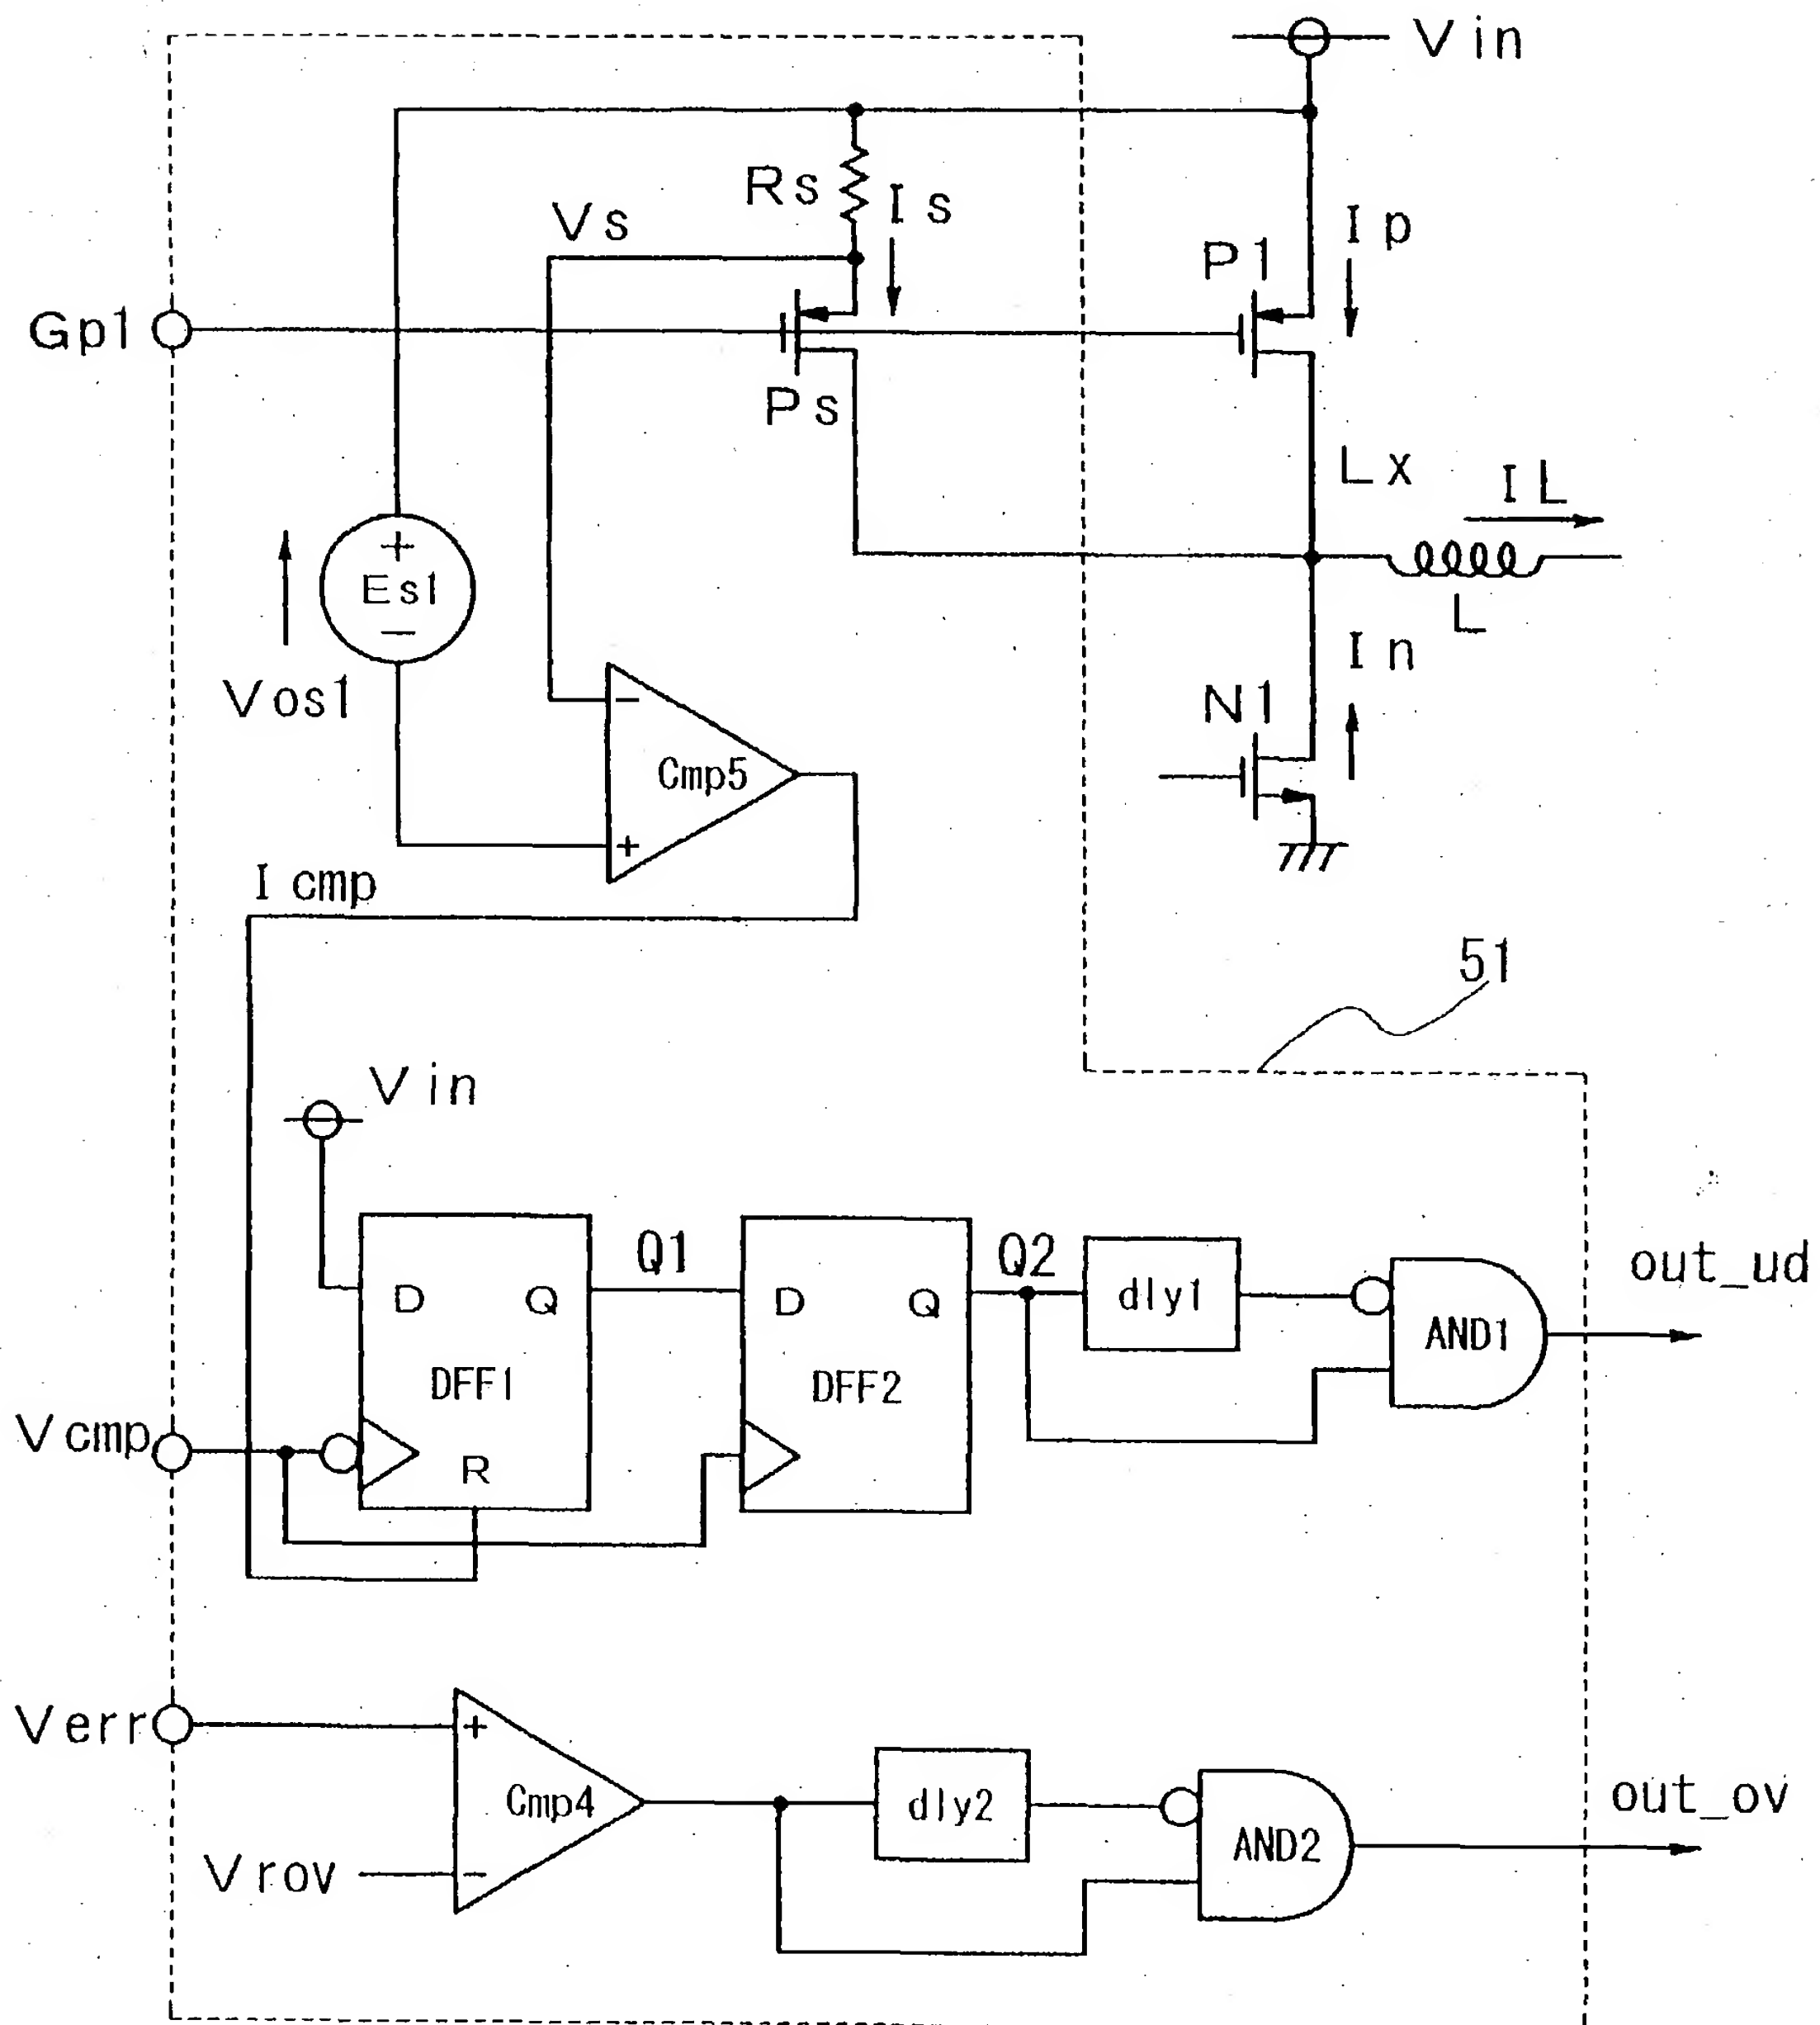 Vin
Rs
Is
Vs
Ip
P1
Gp1
Ps
Lx
IL
+
Es1
−
L
In
Vos1
N1
−
Cmp5
+
Icmp
51
Vin
Q1
Q2
dly1
out_ud
D
Q
D
Q
AND1
DFF1
DFF2
Vcmp
R
Verr
+
Cmp4
dly2
out_ov
AND2
Vrov
−